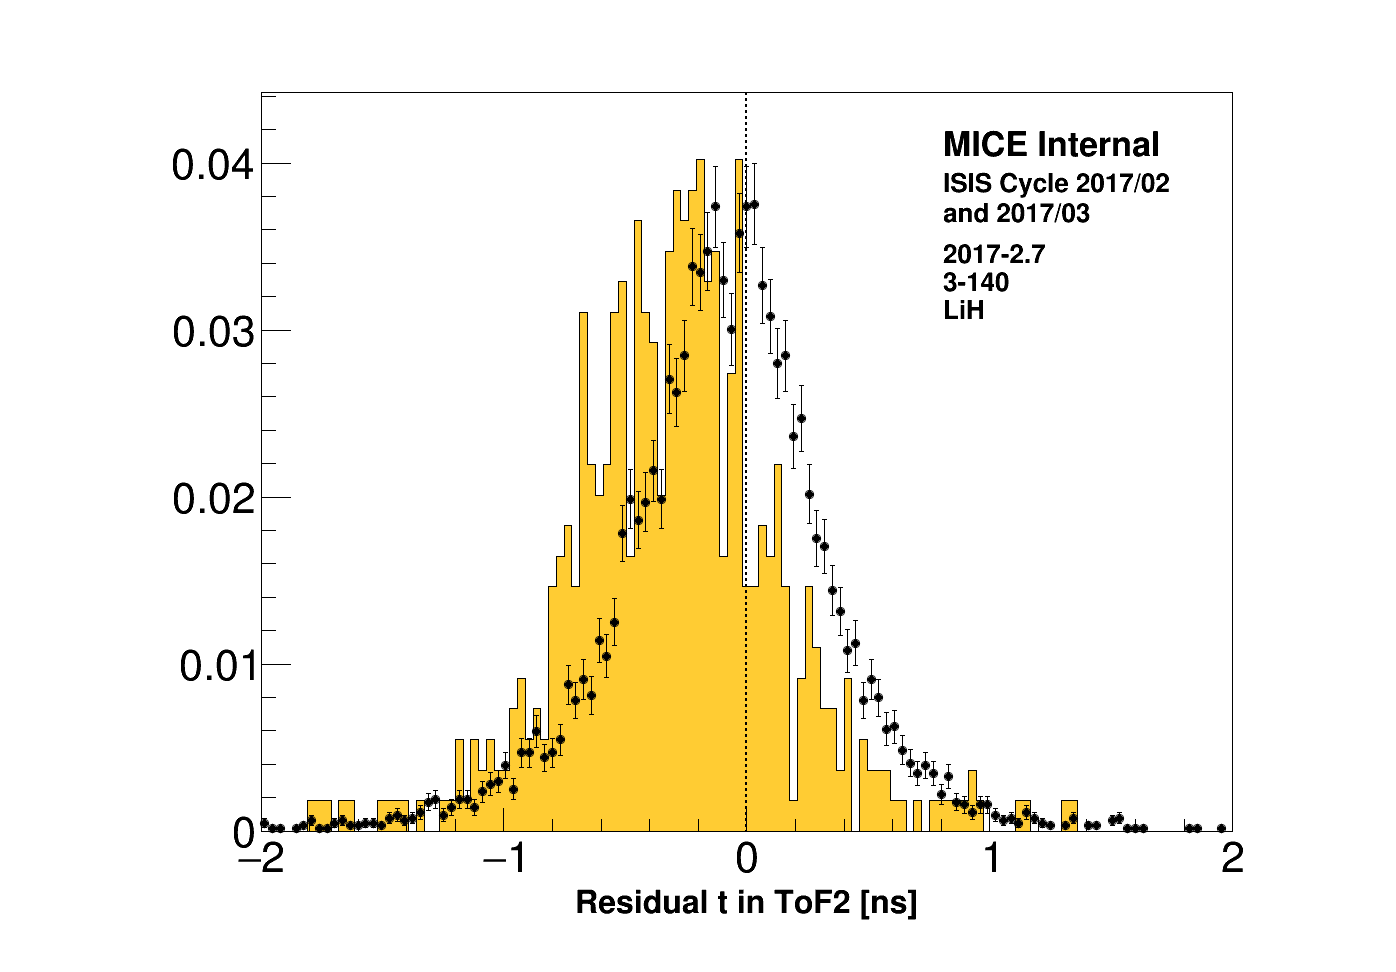 0.04
0.03
0.02
0.01
0
−2
−1
0
1
2
Residual t in ToF2 [ns]
MICE Internal
ISIS Cycle 2017/02
and 2017/03
2017-2.7
3-140
LiH